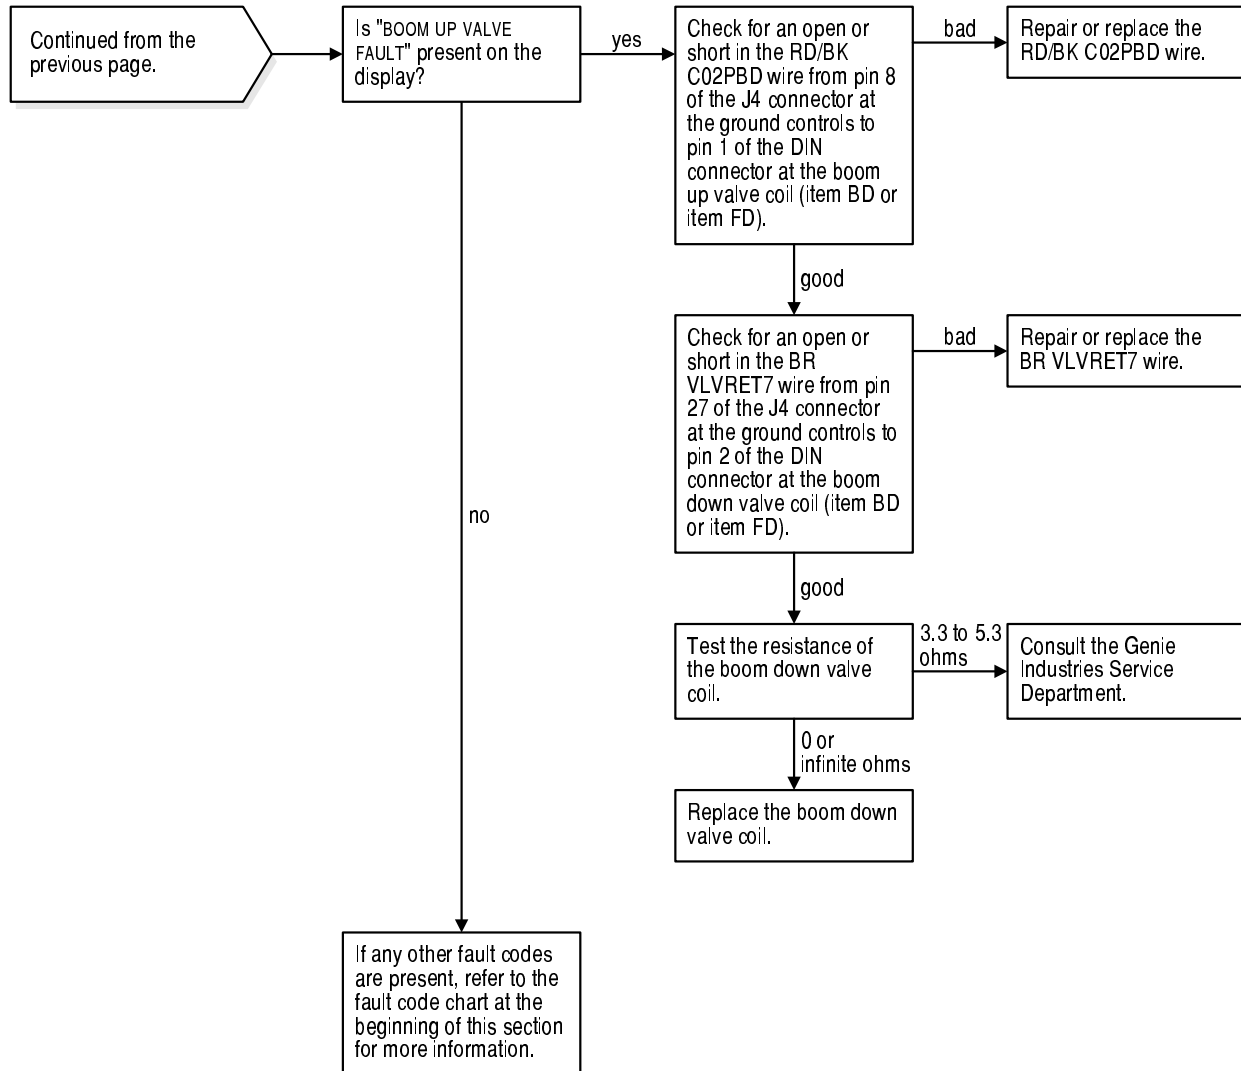 Continued from the
previous page.
Is "BOOM UP VALVE
FAULT" present on the
display?
yes
Check for an open or
short in the RD/BK
C02PBD wire from pin 8
of the J4 connector at
the ground controls to
pin 1 of the DIN
connector at the boom
up valve coil (item BD or
item FD).
bad
Repair or replace the
RD/BK C02PBD wire.
good
Check for an open or
short in the BR
VLVRET7 wire from pin
27 of the J4 connector
at the ground controls to
pin 2 of the DIN
connector at the boom
down valve coil (item BD
or item FD).
bad
Repair or replace the
BR VLVRET7 wire.
no
good
Test the resistance of
the boom down valve
coil.
3.3 to 5.3
ohms
Consult the Genie
Industries Service
Department.
0 or
infinite ohms
Replace the boom down
valve coil.
If any other fault codes
are present, refer to the
fault code chart at the
beginning of this section
for more information.